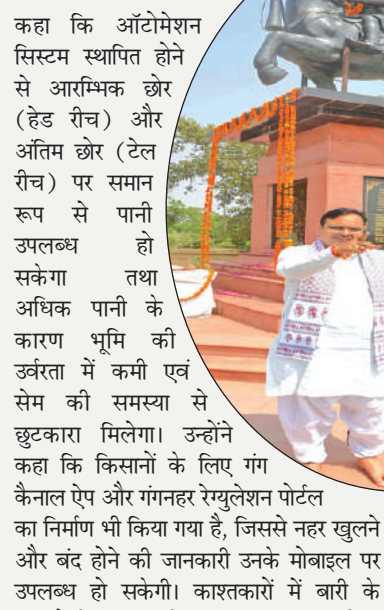 कहा कि ऑटोमेशन
सिस्टम स्थापित होने
से आरम्भिक छोर
(हेड रीच) और
अंतिम छोर (टेल
रीच) पर समान
रूप से पानी
उपलब्ध हो
सकेगा तथा
अधिक पानी के
कारण भूमि की
उर्वरता में कमी एवं
सेम की समस्या से
छुटकारा मिलेगा। उन्होंने
कहा कि किसानों के लिए गंग
कैनाल ऐप और गंगनहर रेग्युलेशन पोर्टल
का निर्माण भी किया गया है, जिससे नहर खुलने
और बंद होने की जानकारी उनके मोबाइल पर
उपलब्ध हो सकेगी। काश्तकारों में बारी के